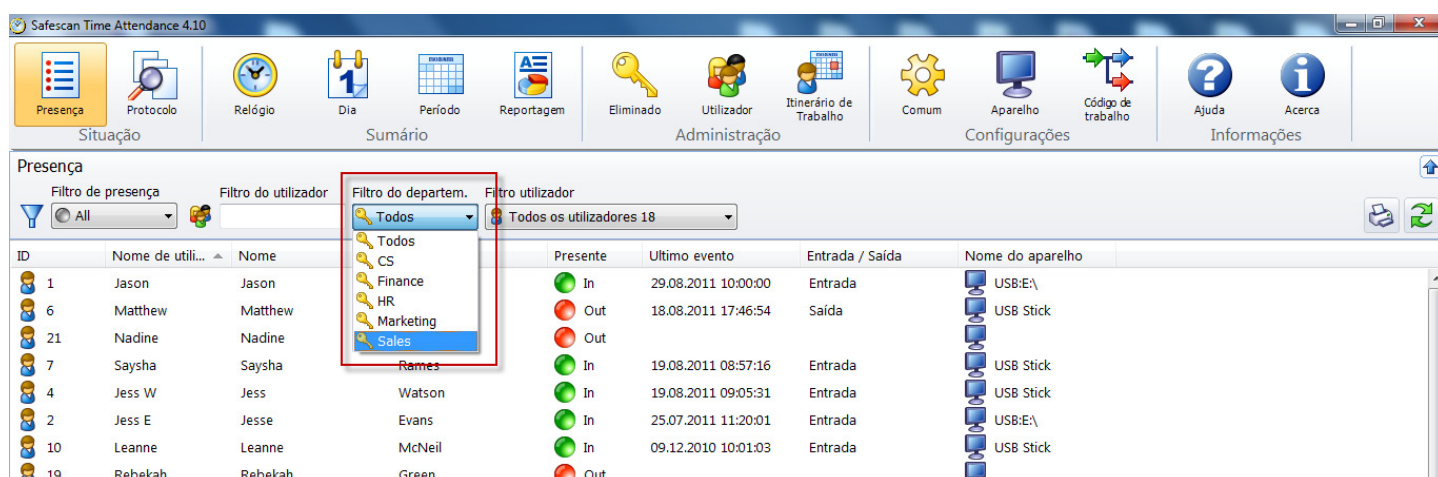 Safescan Time Attendance 4.10
Presença Protocolo Relógio Dia Período Reportagem Eliminado Utilizador Itinerário de Trabalho Comum Aparelho Código de trabalho Ajuda Acerca
Situação Sumário Administração Configurações Informações
Presença
Filtro de presença Filtro do utilizador Filtro do departem. Filtro utilizador
All Todos Todos os utilizadores 18
Todos
CS
Finance
HR
Marketing
Sales
ID Nome de utili... Nome Presente Ultimo evento Entrada / Saída Nome do aparelho
1 Jason Jason In 29.08.2011 10:00:00 Entrada USB:E:\
6 Matthew Matthew Out 18.08.2011 17:46:54 Saída USB Stick
21 Nadine Nadine Out
7 Saysha Saysha Rames In 19.08.2011 08:57:16 Entrada USB Stick
4 Jess W Jess Watson In 19.08.2011 09:05:31 Entrada USB Stick
2 Jess E Jesse Evans In 25.07.2011 11:20:01 Entrada USB:E:\
10 Leanne Leanne McNeil In 09.12.2010 10:01:03 Entrada USB Stick
19 Rebekah Rebekah Green Out